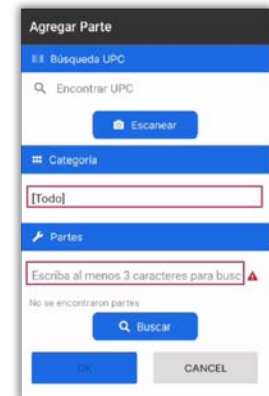 Agregar Parte
Búsqueda UPC
Encontrar UPC
Escanear
Categoría
[Todo]
Partes
Escriba al menos 3 caracteres para busc
No se encontraron partes
Buscar
OK CANCEL